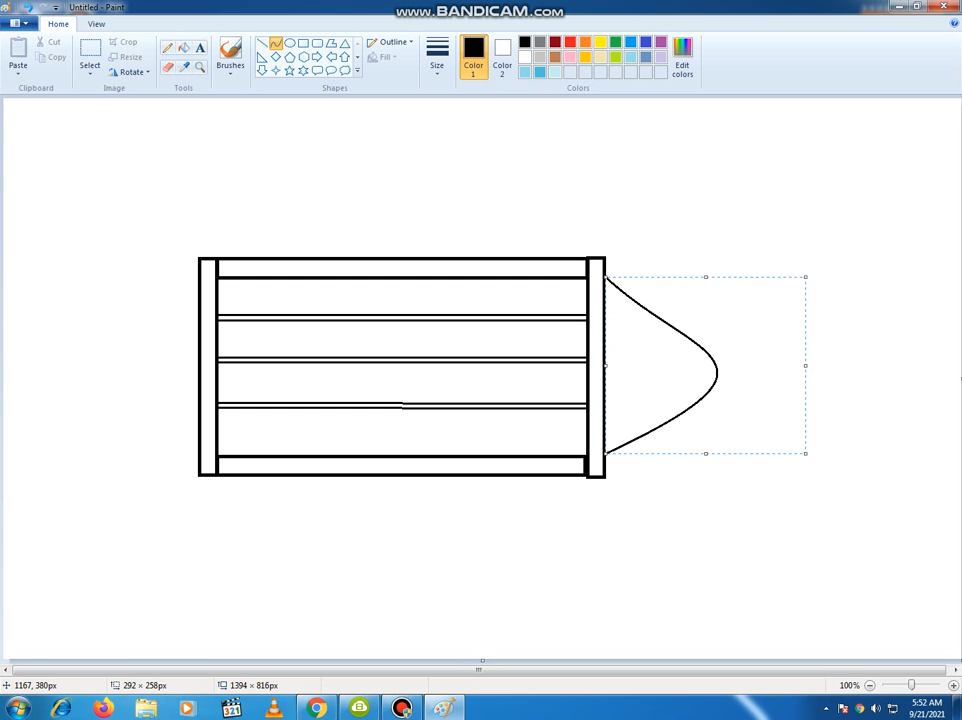 Untitled - Paint
www.BANDICAM.com
Home
View
Paste
Cut
Copy
Clipboard
Select
Crop
Resize
Rotate
Image
A
Tools
Brushes
Shapes
Outline
Fill
Size
Color
1
Color
2
Edit
colors
Colors
1167, 380px
292 × 258px
1394 × 816px
100%
321
5:52 AM
9/21/2021